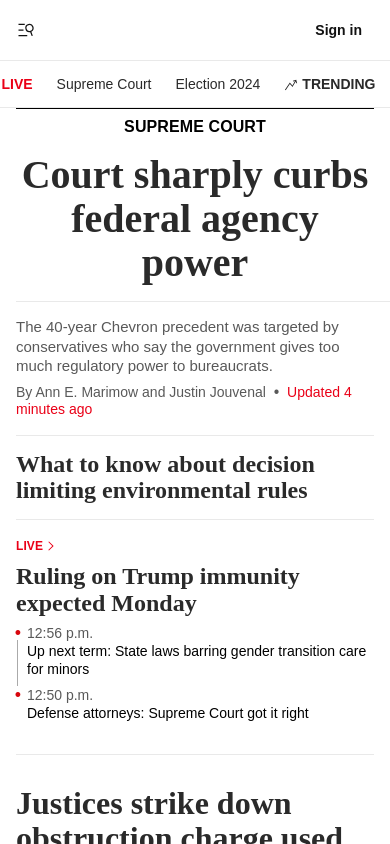 Sign in
LIVE Supreme Court Election 2024 TRENDING
SUPREME COURT
Court sharply curbs
federal agency
power
The 40-year Chevron precedent was targeted by
conservatives who say the government gives too
much regulatory power to bureaucrats.
By Ann E. Marimow and Justin Jouvenal • Updated 4
minutes ago
What to know about decision
limiting environmental rules
LIVE
Ruling on Trump immunity
expected Monday
12:56 p.m.
Up next term: State laws barring gender transition care
for minors
12:50 p.m.
Defense attorneys: Supreme Court got it right
Justices strike down
obstruction charge used